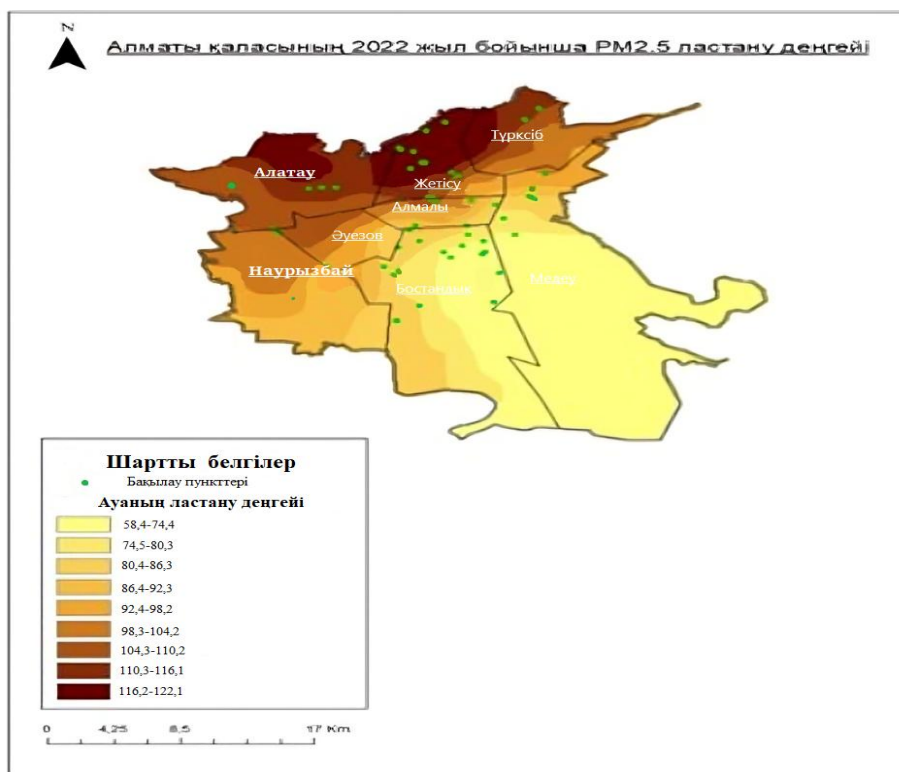 N
Алматы қаласының 2022 жыл бойынша PM2.5 ластану деңгейі
Түрксіб
Алатау
Жетісу
Алмалы
Әуезов
Наурызбай
Бостандық
Медеу
Шартты белгілер
Бақылау пункттері
Ауаның ластану деңгейі
58,4-74,4
74,5-80,3
80,4-86,3
86,4-92,3
92,4-98,2
98,3-104,2
104,3-110,2
110,3-116,1
116,2-122,1
0 4,25 8,5 17 Km